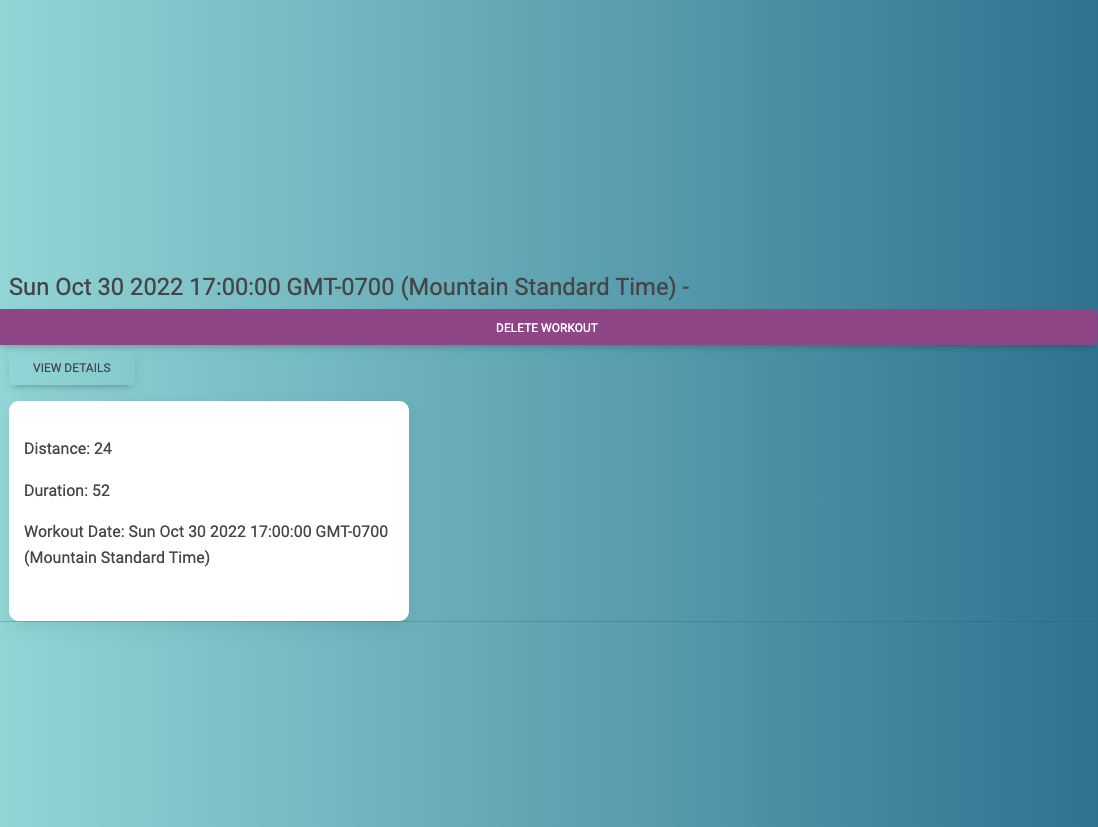 Sun Oct 30 2022 17:00:00 GMT-0700 (Mountain Standard Time) -
DELETE WORKOUT
VIEW DETAILS
Distance: 24
Duration: 52
Workout Date: Sun Oct 30 2022 17:00:00 GMT-0700
(Mountain Standard Time)